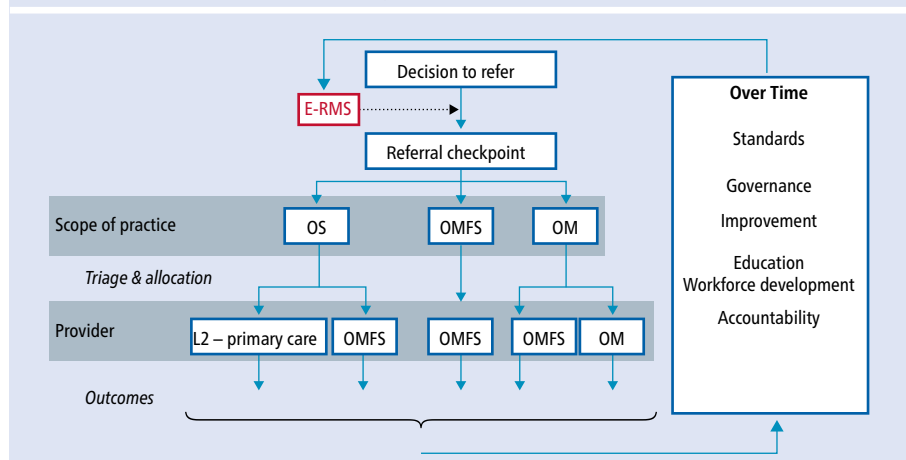 Decision to refer
E-RMS
Referral checkpoint
Scope of practice
OS
OMFS
OM
Triage & allocation
Provider
L2 – primary care
OMFS
OMFS
OMFS
OM
Outcomes
Over Time
Standards
Governance
Improvement
Education
Workforce development
Accountability